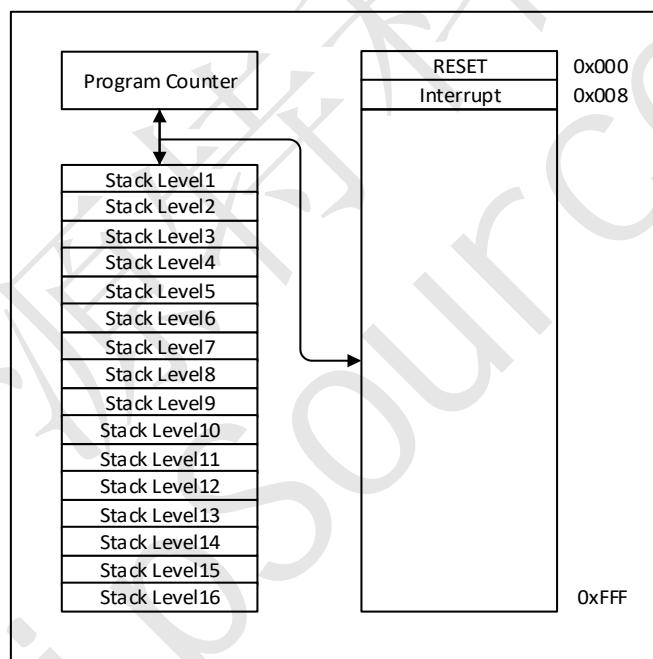 Program Counter
Stack Level1
Stack Level2
Stack Level3
Stack Level4
Stack Level5
Stack Level6
Stack Level7
Stack Level8
Stack Level9
Stack Level10
Stack Level11
Stack Level12
Stack Level13
Stack Level14
Stack Level15
Stack Level16
RESET 0x000
Interrupt 0x008
0xFFF